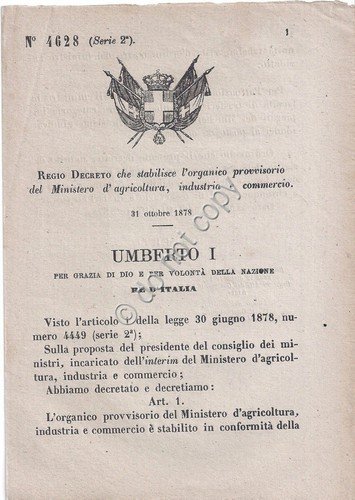 1
N° 4628 (Serie 2ª).
REGIO DECRETO che stabilisce l'organico provvisorio
del Ministero d'agricoltura, industria e commercio.
31 ottobre 1878
UMBERTO I
PER GRAZIA DI DIO E PER VOLONTÀ DELLA NAZIONE
RE D'ITALIA
Visto l'articolo 1 della legge 30 giugno 1878, nu-
mero 4449 (serie 2ª);
Sulla proposta del presidente del consiglio dei mi-
nistri, incaricato dell'interim del Ministero d'agricol-
tura, industria e commercio;
Abbiamo decretato e decretiamo:
Art. 1.
L'organico provvisorio del Ministero d'agricoltura,
industria e commercio è stabilito in conformità della
do not copy